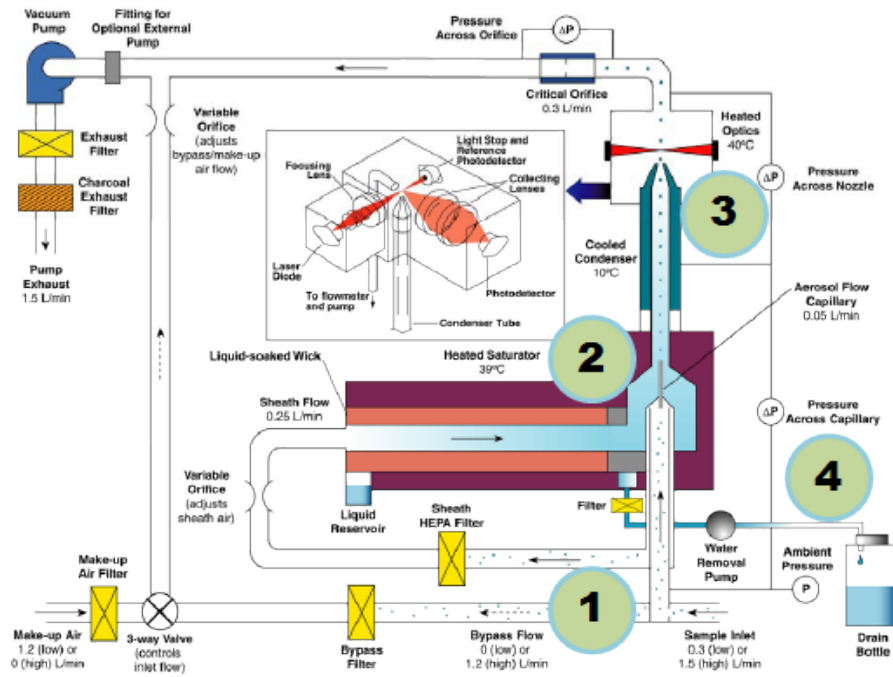 Vacuum
Pump
Fitting for
Optional External
Pump
Pressure
Across Orifice
ΔP
Critical Orifice
0.3 L/min
Variable
Orifice
(adjusts
bypass/make-up
air flow)
Exhaust
Filter
Charcoal
Exhaust
Filter
Pump
Exhaust
1.5 L/min
Focusing
Lens
Light Stop and
Reference
Photodetector
Collecting
Lenses
Laser
Diode
To flowmeter
and pump
Photodetector
Condenser Tube
Heated
Optics
40ºC
ΔP
Pressure
Across Nozzle
3
Cooled
Condenser
10ºC
Aerosol Flow
Capillary
0.05 L/min
2
Liquid-soaked Wick
Heated Saturator
39ºC
Sheath Flow
0.25 L/min
ΔP
Pressure
Across Capillary
4
Variable
Orifice
(adjusts
sheath air)
Liquid
Reservoir
Sheath
HEPA Filter
Filter
Water
Removal
Pump
Ambient
Pressure
P
Drain
Bottle
Make-up
Air Filter
1
Make-up Air
1.2 (low) or
0 (high) L/min
3-way Valve
(controls
inlet flow)
Bypass
Filter
Bypass Flow
0 (low) or
1.2 (high) L/min
Sample Inlet
0.3 (low) or
1.5 (high) L/min